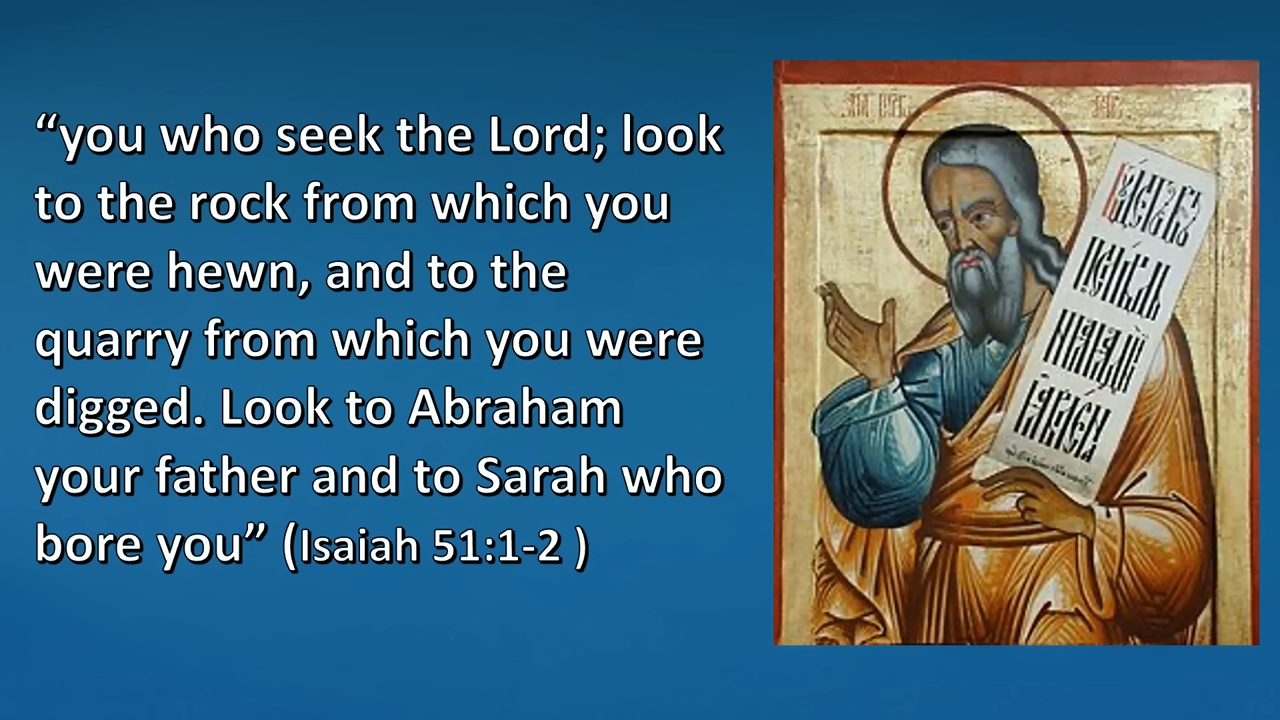 “you who seek the Lord; look
to the rock from which you
were hewn, and to the
quarry from which you were
digged. Look to Abraham
your father and to Sarah who
bore you” (Isaiah 51:1-2 )